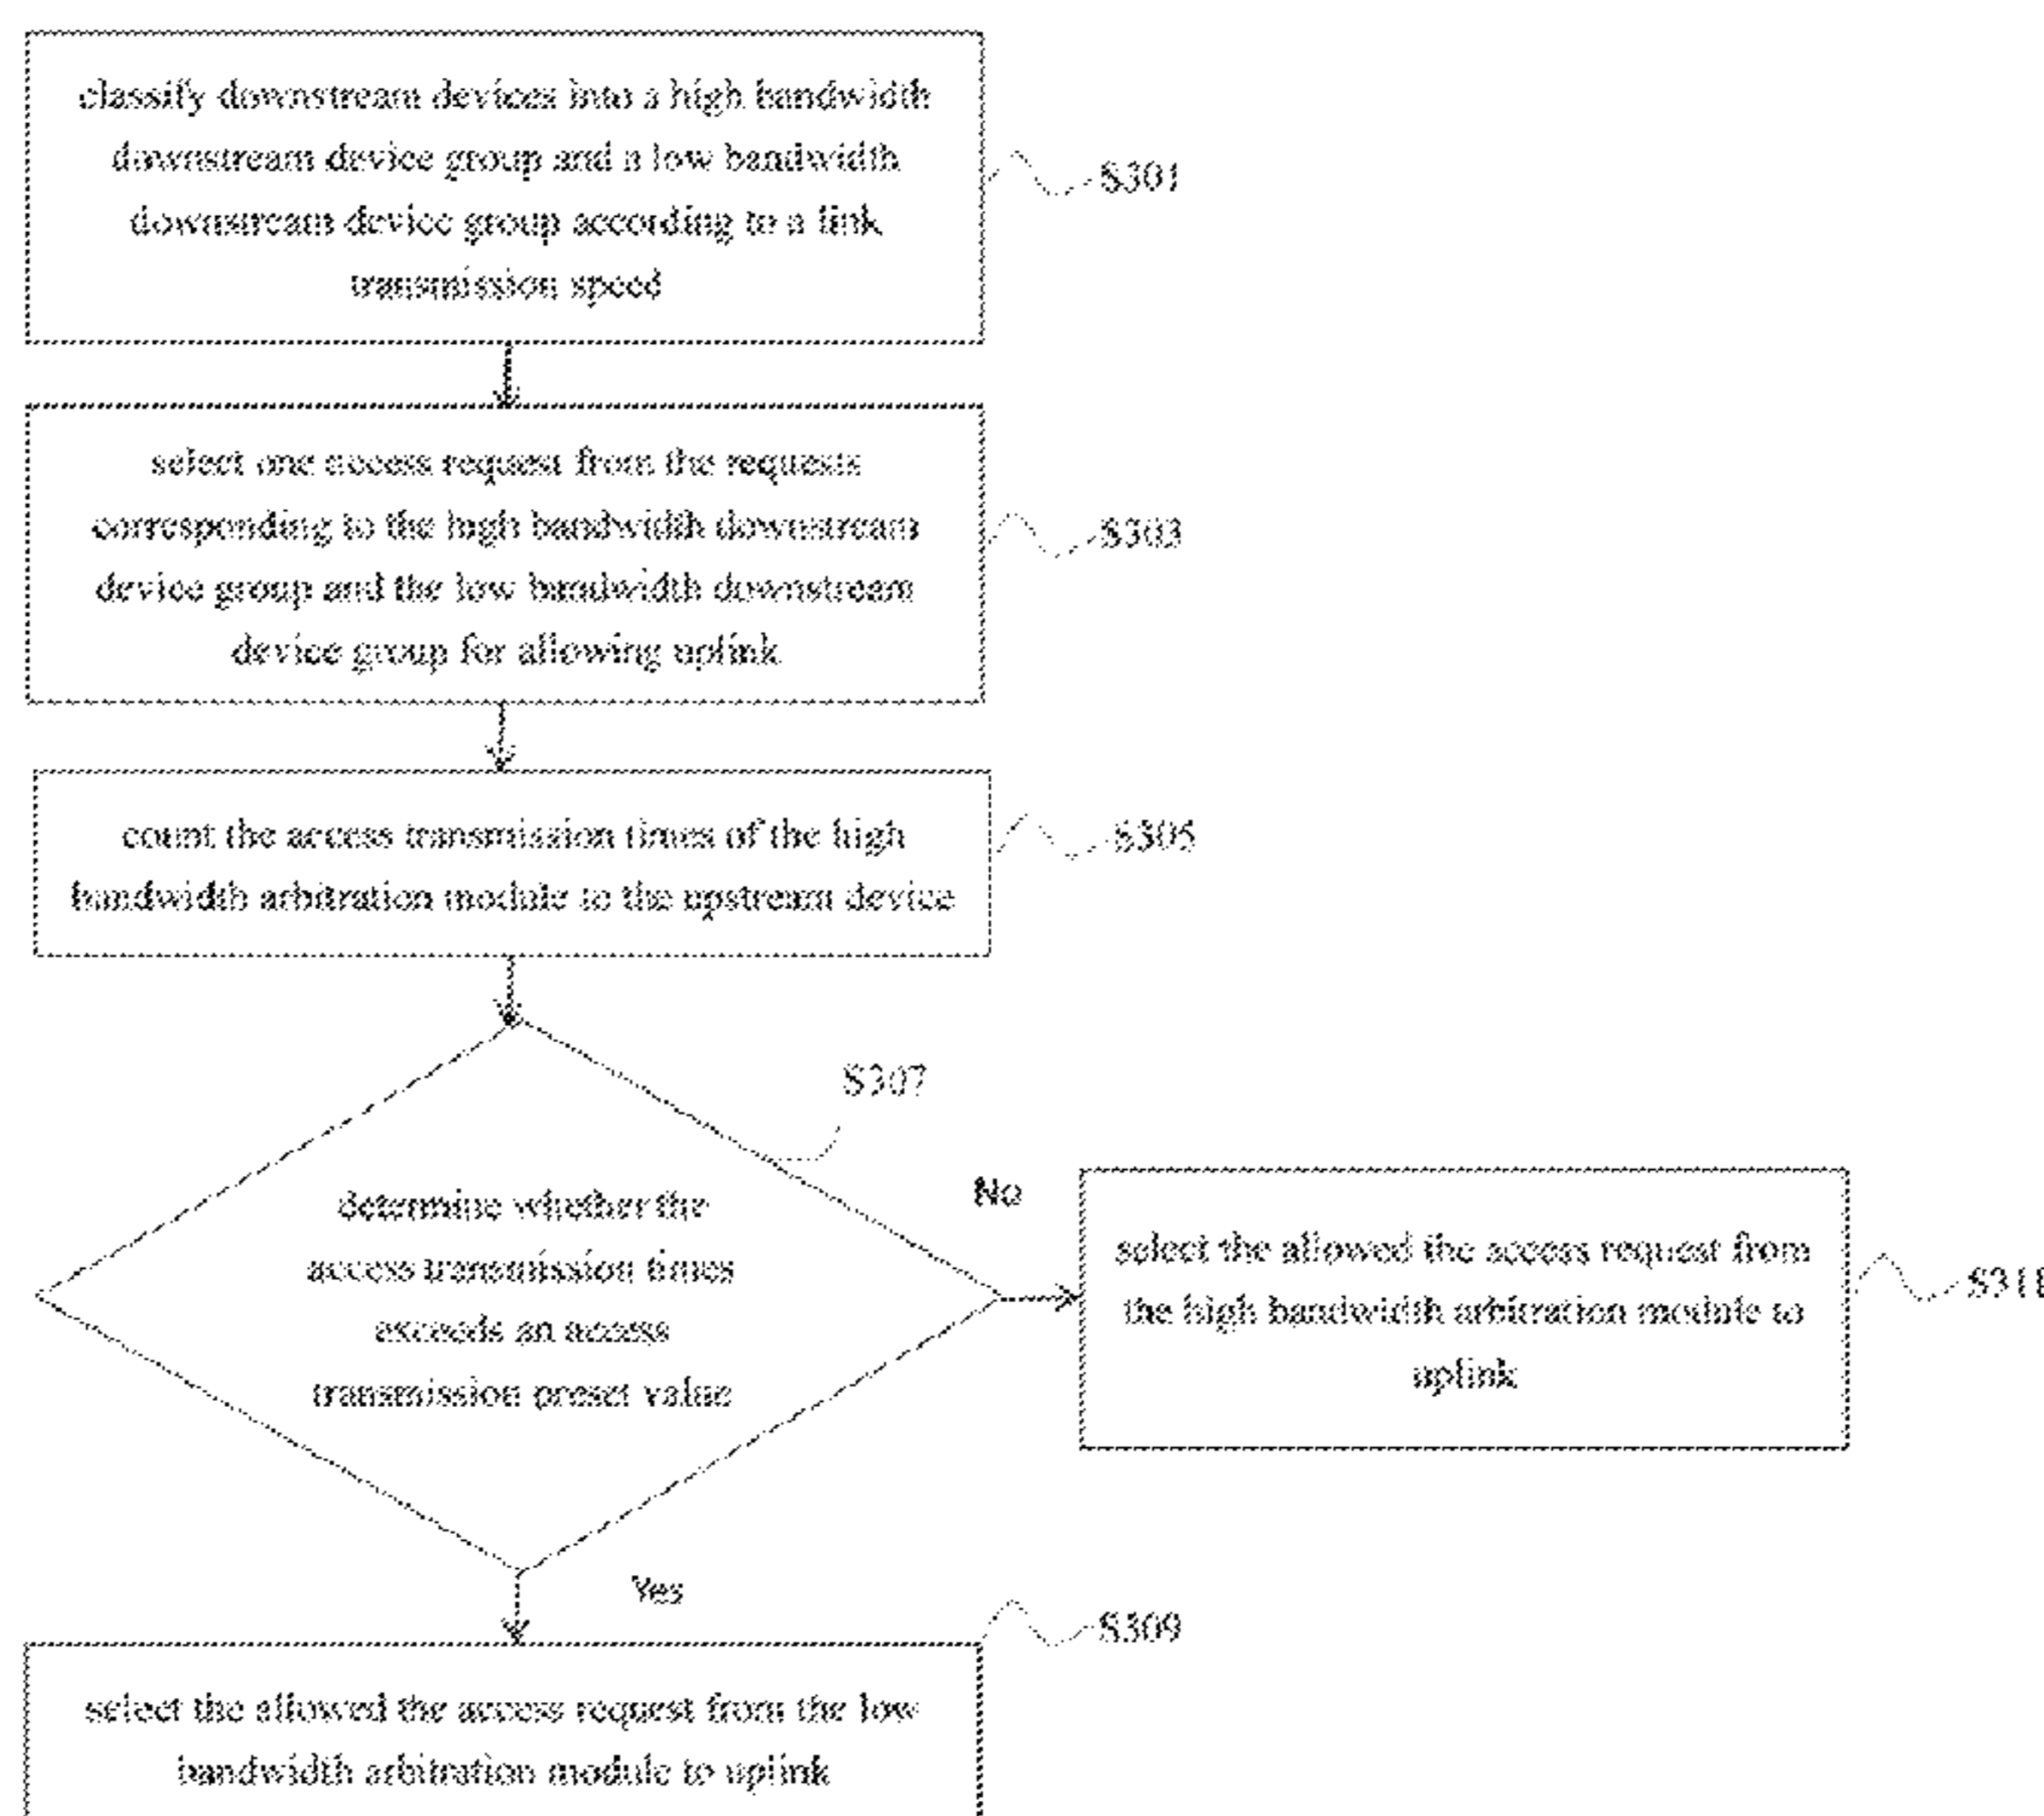 classify downstream devices into a high bandwidth
downstream device group and a low bandwidth
downstream device group according to a link
transmission speed
S301
select one access request from the requests
corresponding to the high bandwidth downstream
device group and the low bandwidth downstream
device group for allowing uplink
S303
count the access transmission times of the high
bandwidth arbitration module to the upstream device
S305
S307
determine whether the
access transmission times
exceeds an access
transmission preset value
No
select the allowed the access request from
the high bandwidth arbitration module to
uplink
S311
Yes
S309
select the allowed the access request from the low
bandwidth arbitration module to uplink